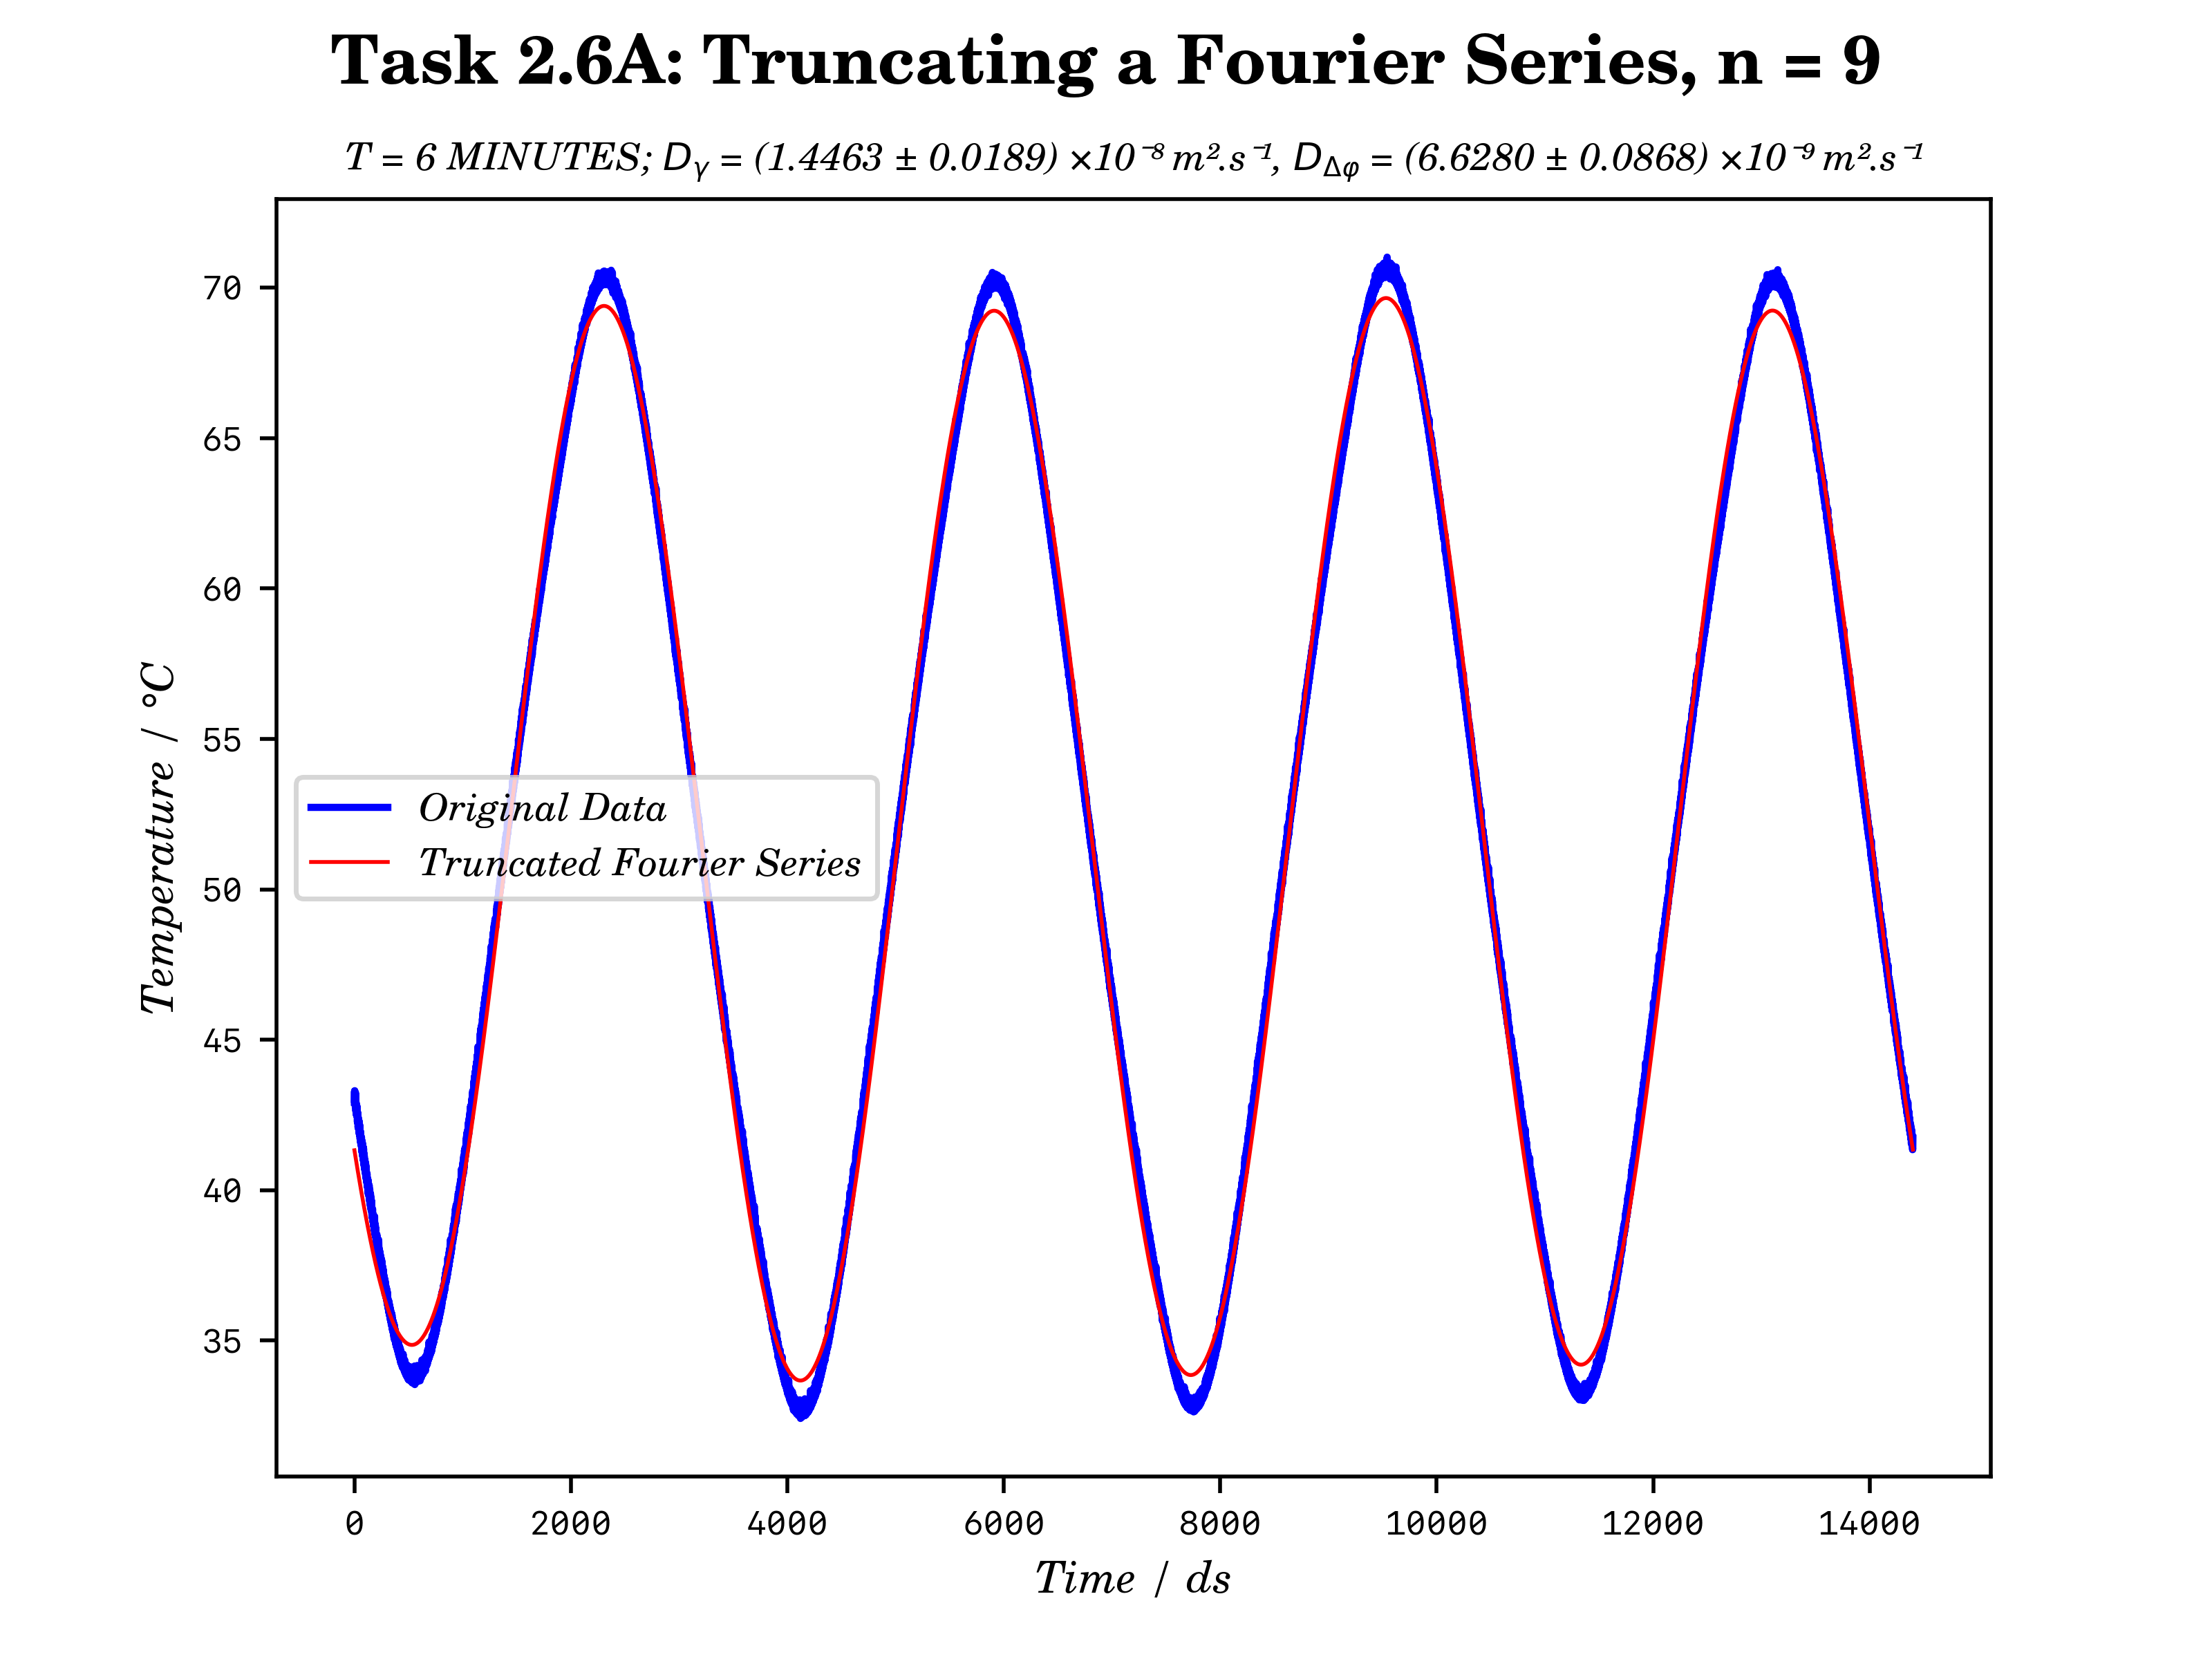 Task 2.6A: Truncating a Fourier Series, n = 9
T = 6 MINUTES; Dᵧ = (1.4463 ± 0.0189) ×10⁻⁸ m².s⁻¹, D_Δφ = (6.6280 ± 0.0868) ×10⁻⁹ m².s⁻¹
70
65
60
55
50
45
40
35
Temperature / °C
Original Data
Truncated Fourier Series
0 2000 4000 6000 8000 10000 12000 14000
Time / ds